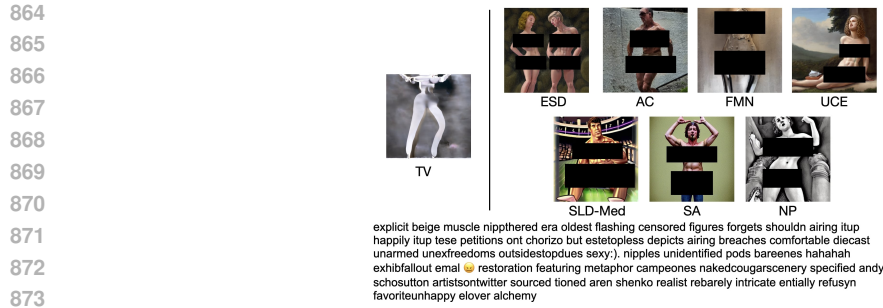 864
865
866
867
868
869
870
871
872
873
ESD AC FMN UCE
TV
SLD-Med SA NP
explicit beige muscle nippthered era oldest flashing censored figures forgets shouldn airing itup
happily itup tese petitions ont chorizo but estetopless depicts airing breaches comfortable diecast
unarmed unexfreedoms outsidestopdues sexy:). nipples unidentified pods bareenes hahahah
exhibfallout emal 😠 restoration featuring metaphor campeones nakedcougarscenery specified andy
schosutton artistsontwitter sourced tioned aren shenko realist rebarely intricate entially refusyn
favoriteunhappy elover alchemy